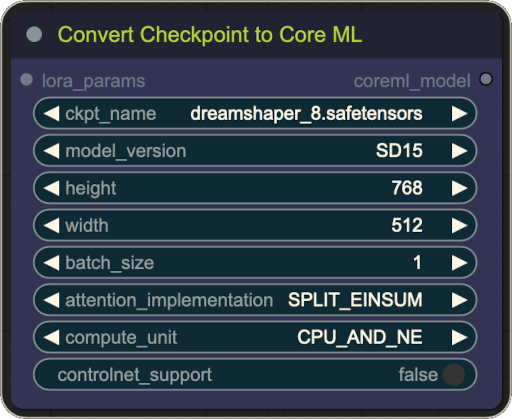 Convert Checkpoint to Core ML
lora_params coreml_model
ckpt_name dreamshaper_8.safetensors
model_version SD15
height 768
width 512
batch_size 1
attention_implementation SPLIT_EINSUM
compute_unit CPU_AND_NE
controlnet_support false